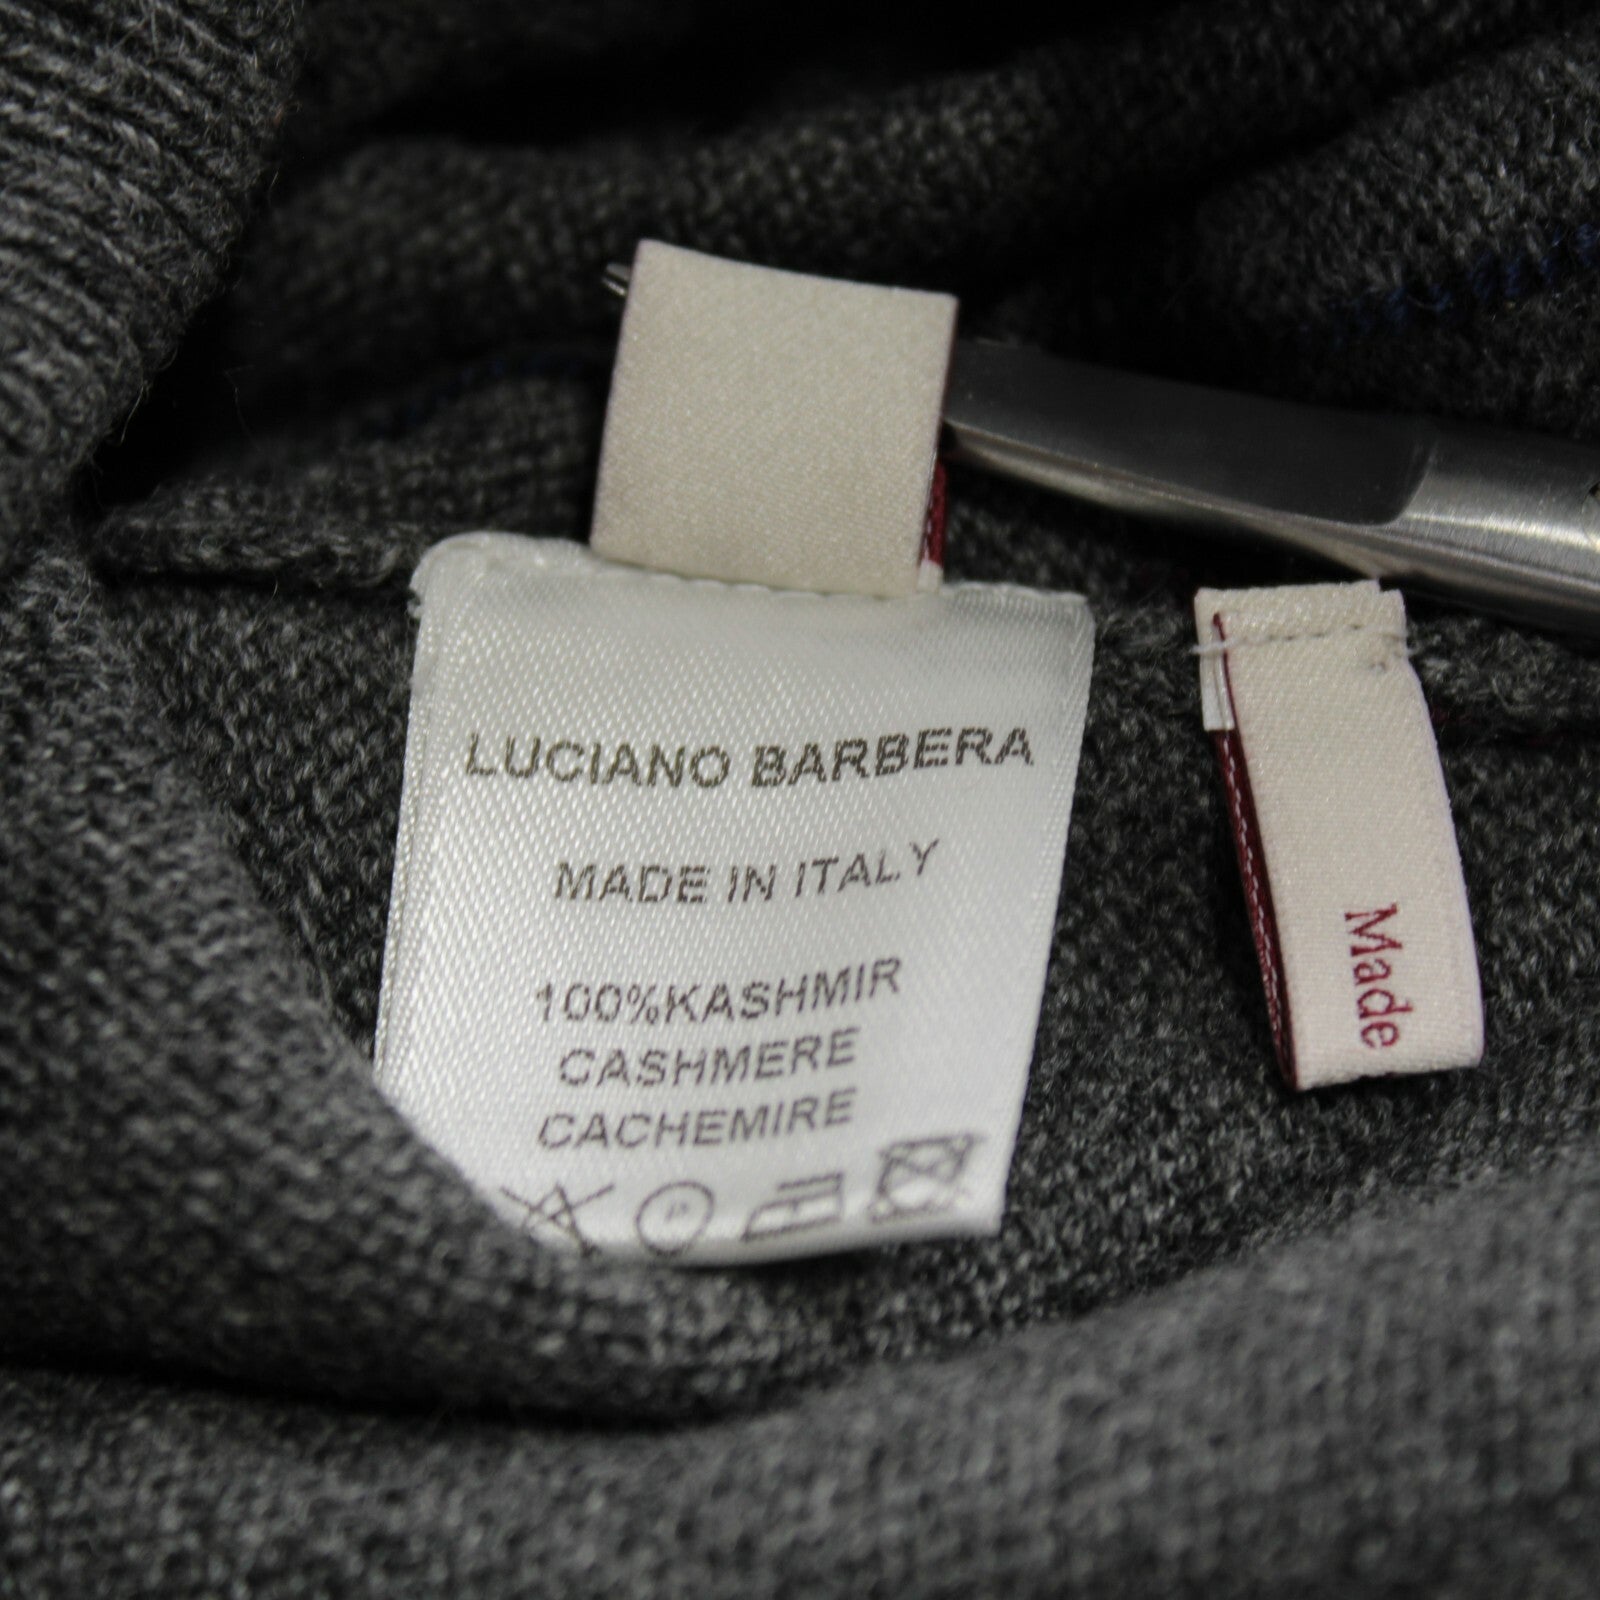 LUCIANO BARBERA
MADE IN ITALY
100%KASHMIR
CASHMERE
CACHEMIRE
P
Made